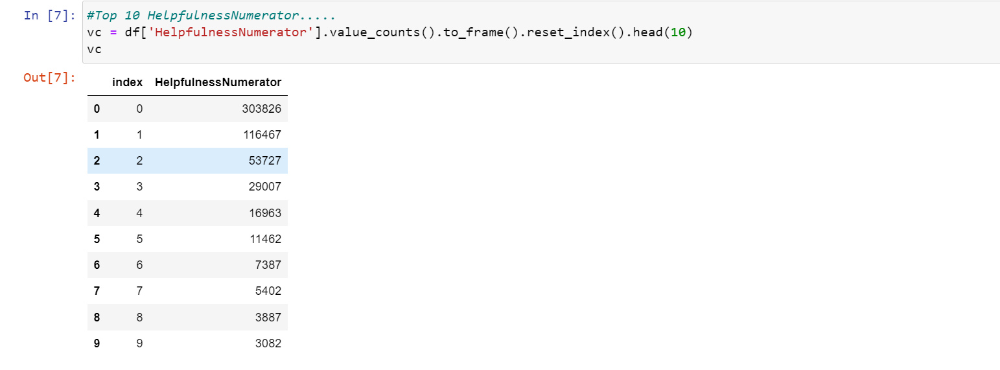 In [7]: #Top 10 HelpfulnessNumerator.....
vc = df['HelpfulnessNumerator'].value_counts().to_frame().reset_index().head(10)
vc
Out[7]:
index HelpfulnessNumerator
0 0 303826
1 1 116467
2 2 53727
3 3 29007
4 4 16963
5 5 11462
6 6 7387
7 7 5402
8 8 3887
9 9 3082